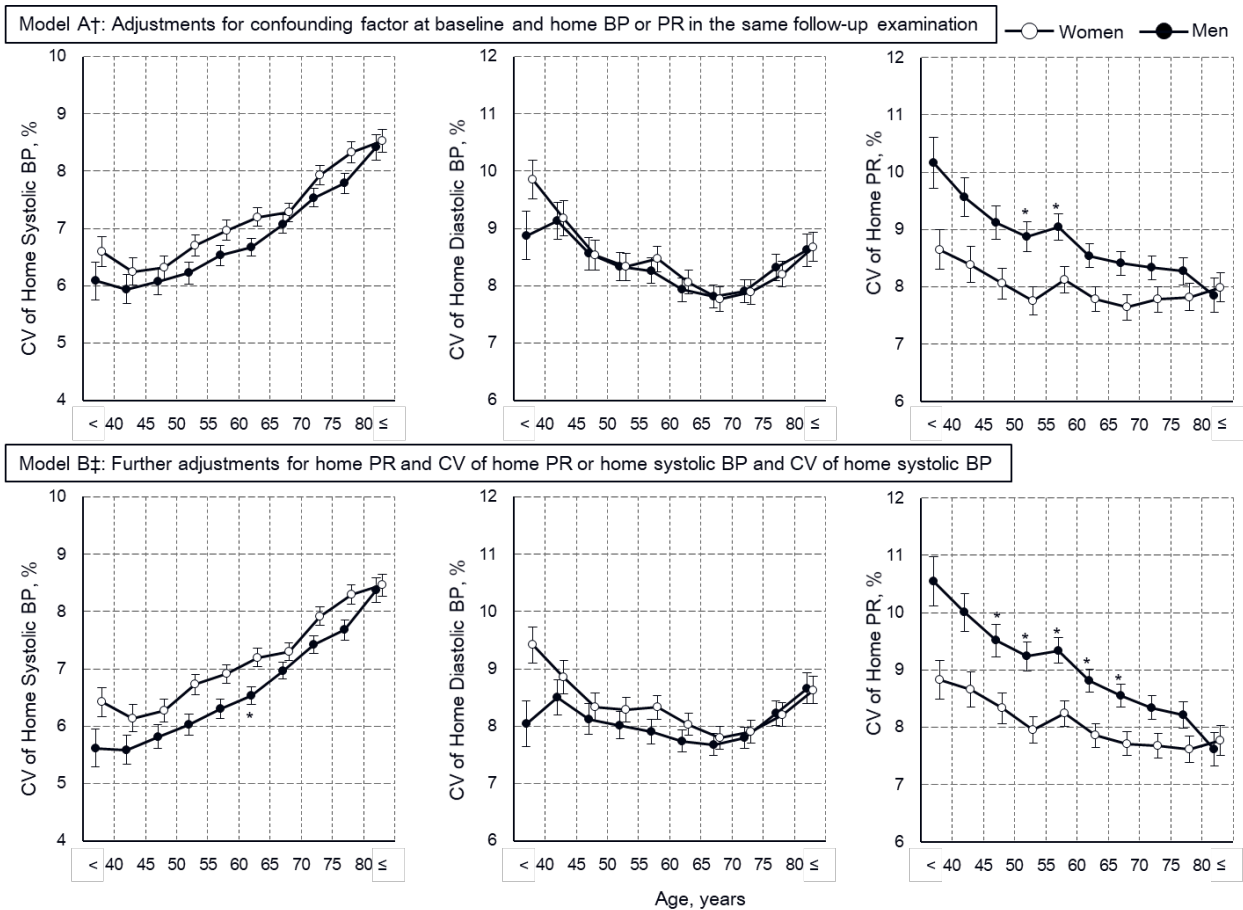 Model A†: Adjustments for confounding factor at baseline and home BP or PR in the same follow-up examination
Women Men
CV of Home Systolic BP, %
10
9
8
7
6
5
4
< 40 45 50 55 60 65 70 75 80 ≤
CV of Home Diastolic BP, %
12
11
10
9
8
7
6
< 40 45 50 55 60 65 70 75 80 ≤
CV of Home PR, %
12
11
10
9
8
7
6
* *
< 40 45 50 55 60 65 70 75 80 ≤
Model B‡: Further adjustments for home PR and CV of home PR or home systolic BP and CV of home systolic BP
CV of Home Systolic BP, %
10
9
8
7
6
5
4
*
< 40 45 50 55 60 65 70 75 80 ≤
CV of Home Diastolic BP, %
12
11
10
9
8
7
6
< 40 45 50 55 60 65 70 75 80 ≤
CV of Home PR, %
12
11
10
9
8
7
6
* * * * *
< 40 45 50 55 60 65 70 75 80 ≤
Age, years